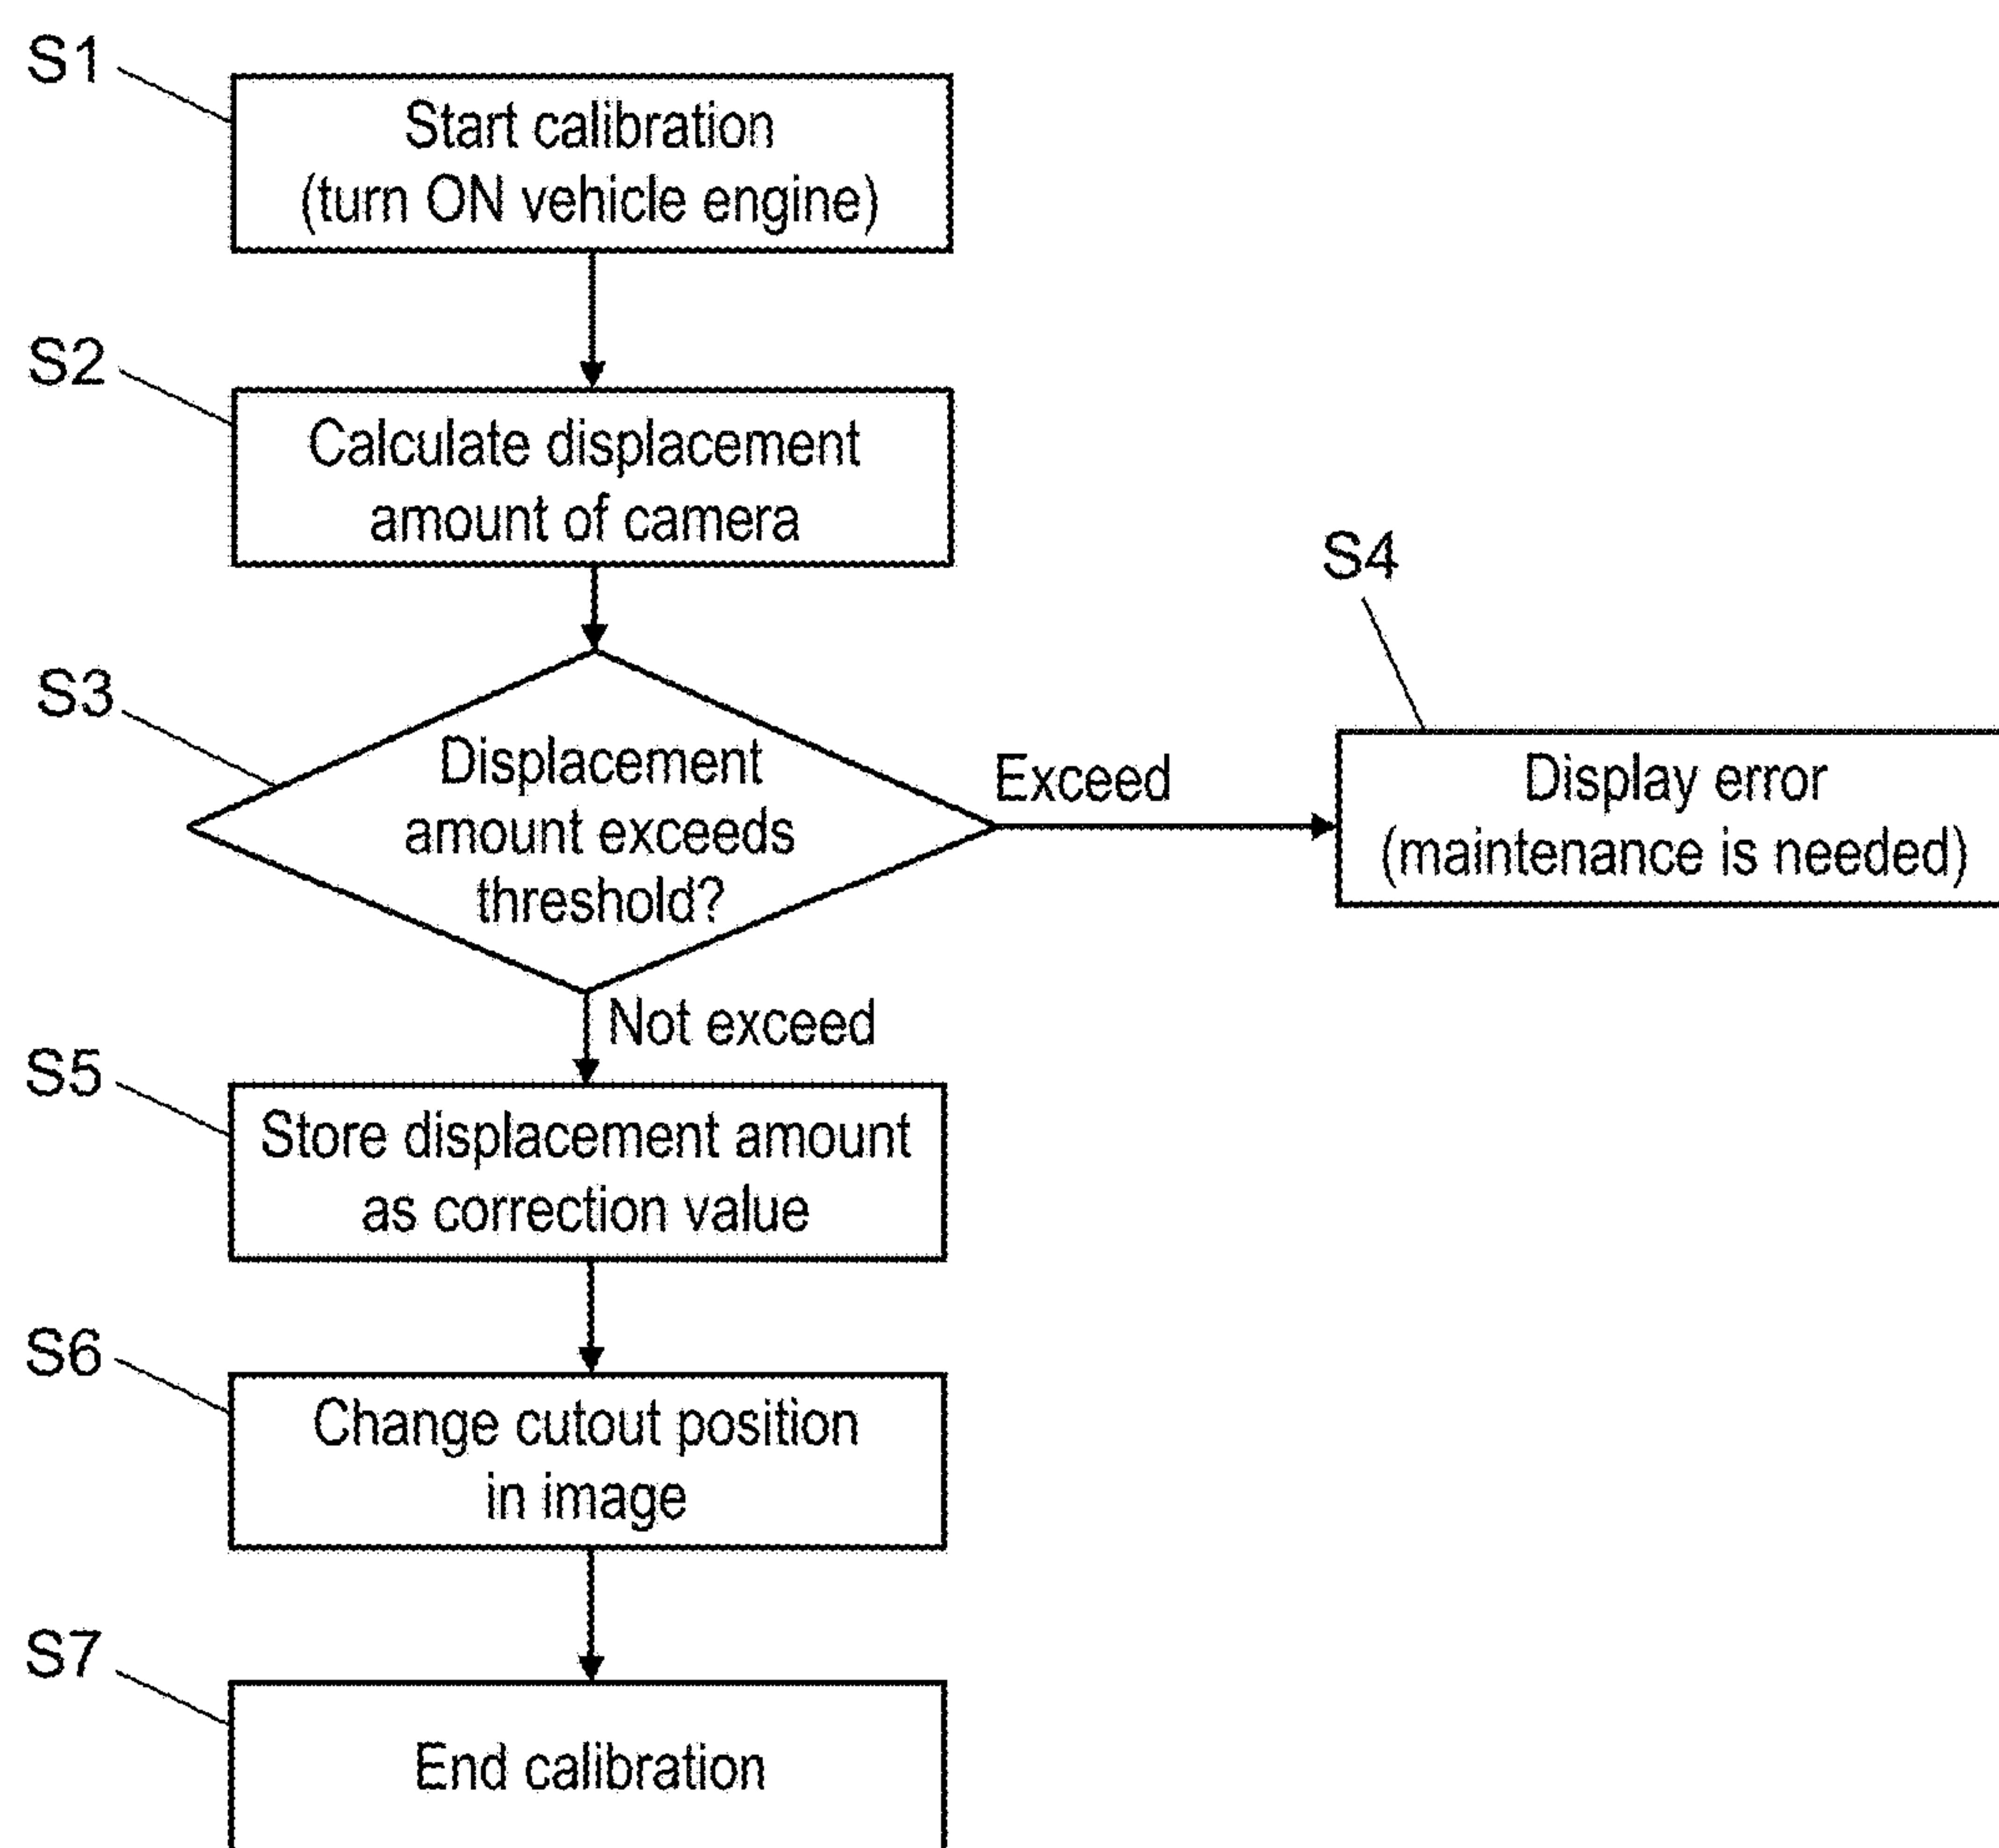 S1
Start calibration
(turn ON vehicle engine)
S2
Calculate displacement
amount of camera
S3
Displacement
amount exceeds
threshold?
Exceed
S4
Display error
(maintenance is needed)
Not exceed
S5
Store displacement amount
as correction value
S6
Change cutout position
in image
S7
End calibration